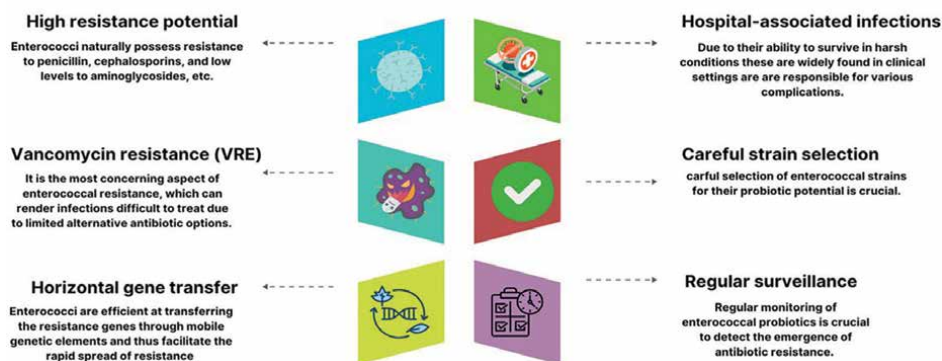 High resistance potential
Enterococci naturally possess resistance
to penicillin, cephalosporins, and low
levels to aminoglycosides, etc.
Hospital-associated infections
Due to their ability to survive in harsh
conditions these are widely found in clinical
settings are are responsible for various
complications.
Vancomycin resistance (VRE)
It is the most concerning aspect of
enterococcal resistance, which can
render infections difficult to treat due
to limited alternative antibiotic options.
Careful strain selection
carful selection of enterococcal strains
for their probiotic potential is crucial.
Horizontal gene transfer
Enterococci are efficient at transferring
the resistance genes through mobile
genetic elements and thus facilitate the
rapid spread of resistance
Regular surveillance
Regular monitoring of
enterococcal probiotics is crucial
to detect the emergence of
antibiotic resistance.